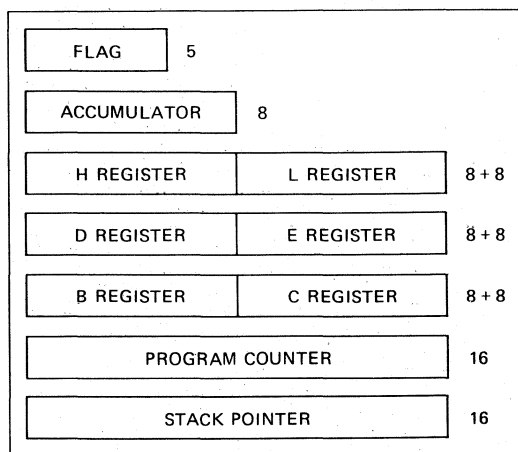 FLAG 5
ACCUMULATOR 8
H REGISTER L REGISTER 8 + 8
D REGISTER E REGISTER 8 + 8
B REGISTER C REGISTER 8 + 8
PROGRAM COUNTER 16
STACK POINTER 16